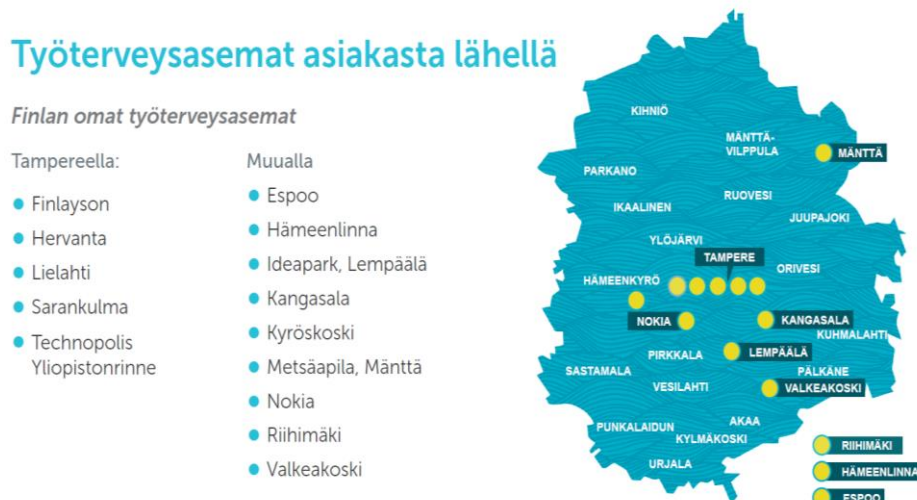 Työterveysasemat asiakasta lähellä
Finlan omat työterveysasemat
Tampereella:
Finlayson
Hervanta
Lielahti
Sarankulma
Technopolis
Yliopistonrinne
Muualla
Espoo
Hämeenlinna
Ideapark, Lempäälä
Kangasala
Kyröskoski
Metsäapila, Mänttä
Nokia
Riihimäki
Valkeakoski
KIHNIÖ
MÄNTTÄ-
VILPPULA
MÄNTTÄ
PARKANO
RUOVESI
IKAALINEN
JUUPAJOKI
YLÖJÄRVI
TAMPERE
ORIVESI
HÄMEENKYRÖ
NOKIA
KANGASALA
KUHMALAHTI
PIRKKALA
LEMPÄÄLÄ
SASTAMALA
PÄLKÄNE
VESILAHTI
VALKEAKOSKI
PUNKALAIDUN
AKAA
KYLMÄKOSKI
URJALA
RIIHIMÄKI
HÄMEENLINNA
ESPOO